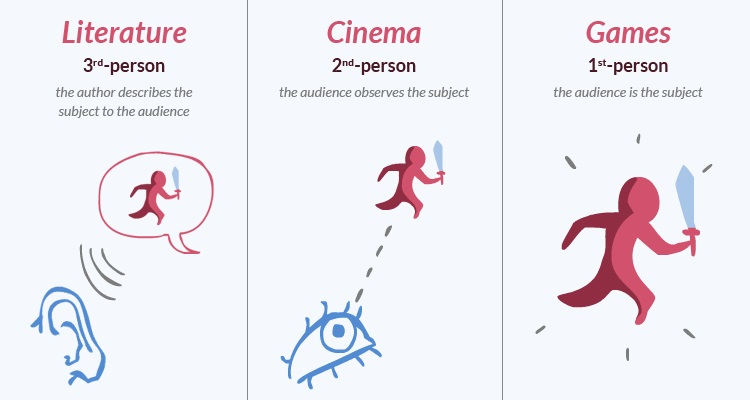 Literature
3rd-person
the author describes the
subject to the audience
Cinema
2nd-person
the audience observes the subject
Games
1st-person
the audience is the subject